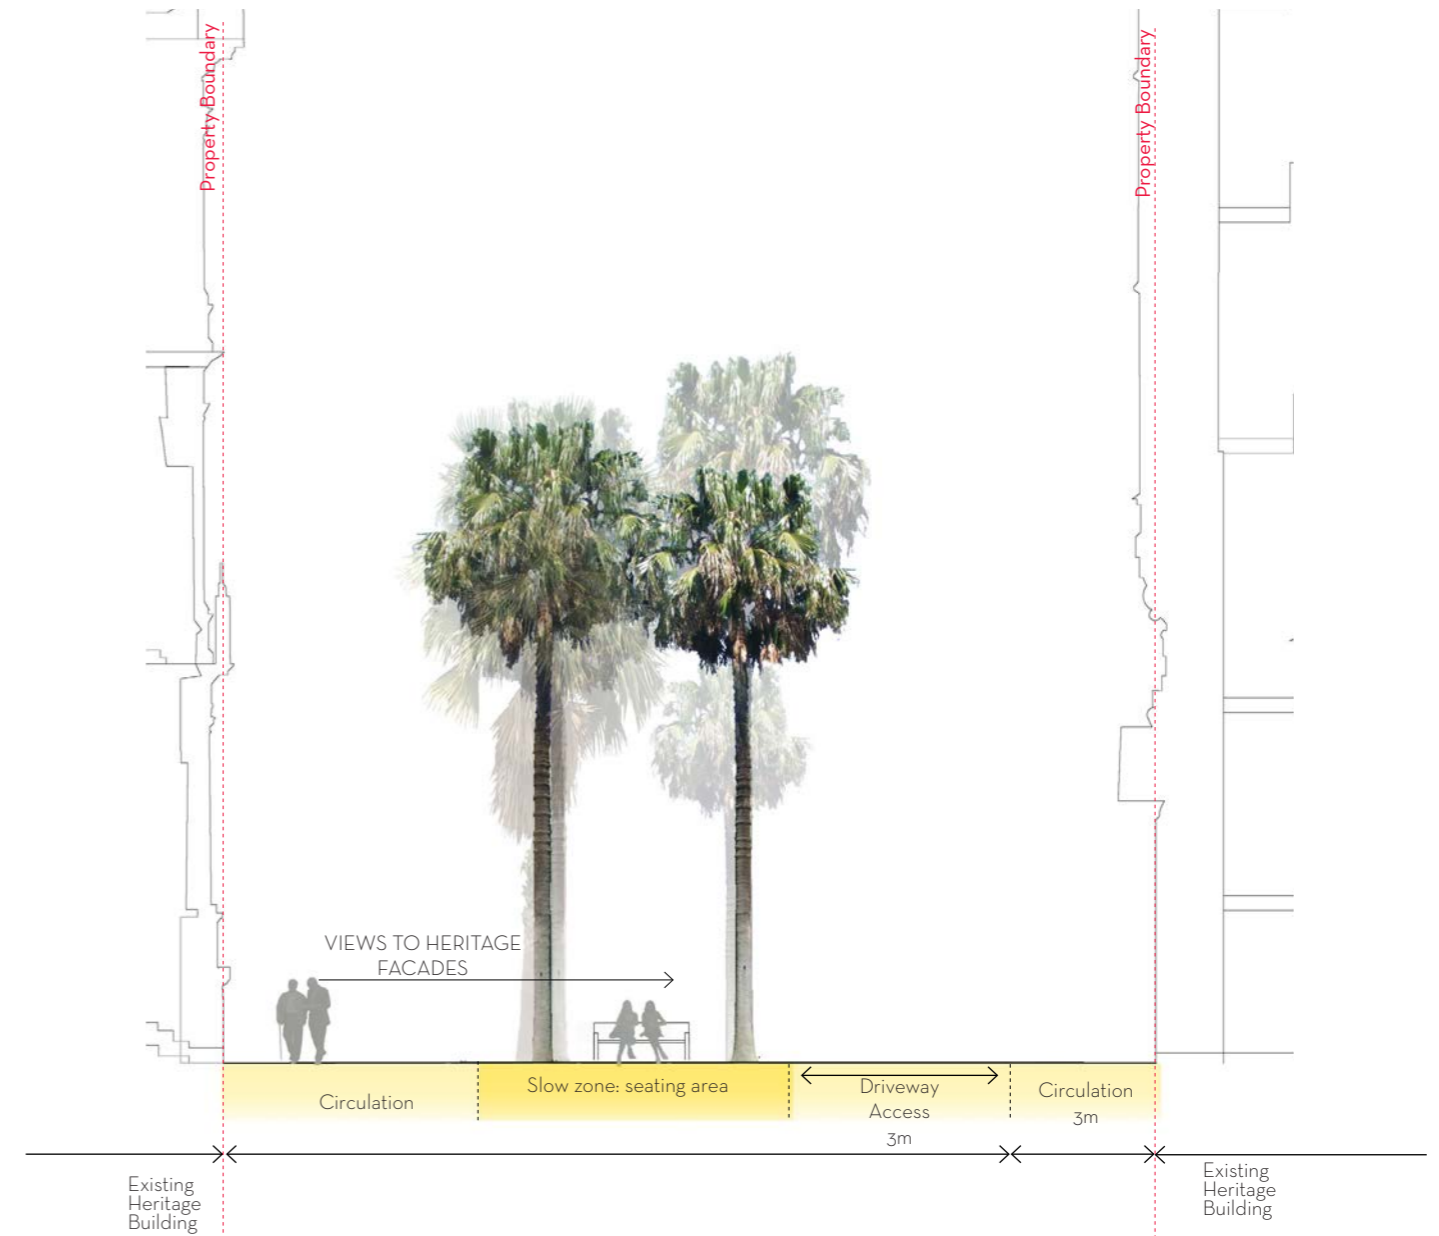 Property Boundary
Property Boundary
VIEWS TO HERITAGE
FACADES
Circulation
Slow zone: seating area
Driveway
Access
3m
Circulation
3m
Existing
Heritage
Building
Existing
Heritage
Building